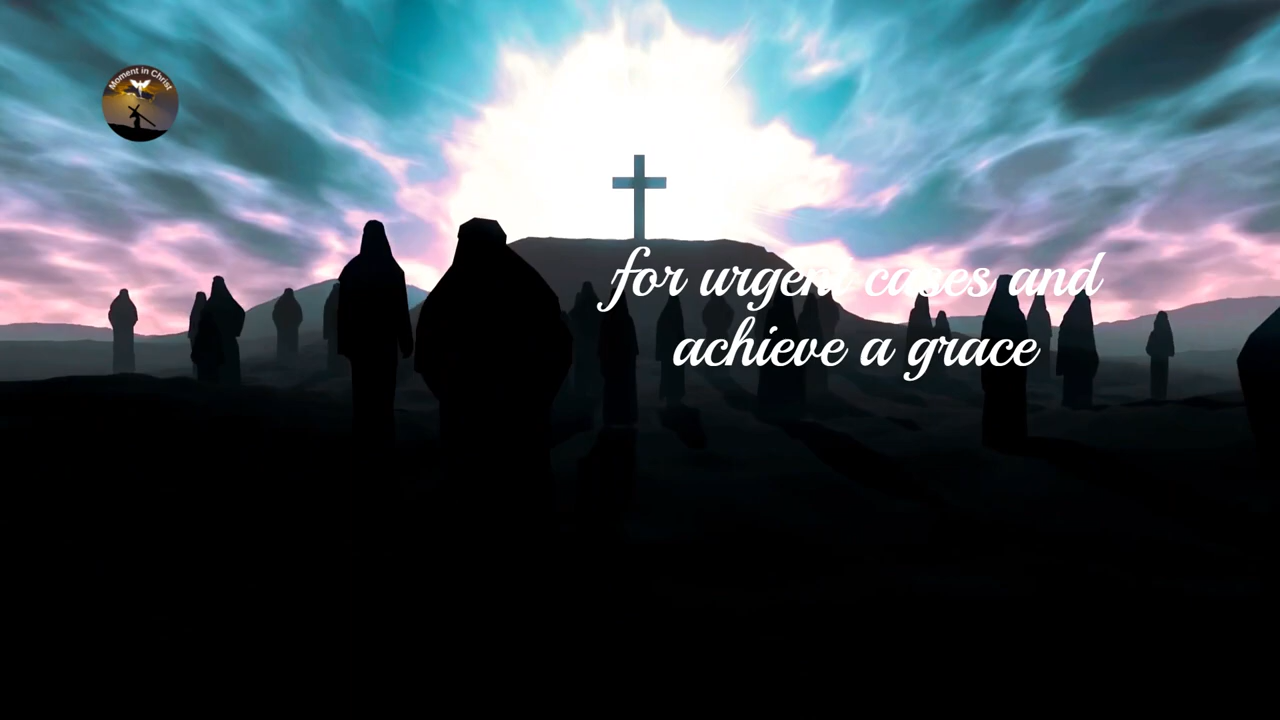 Moment in Christ
for urgent cases and
achieve a grace